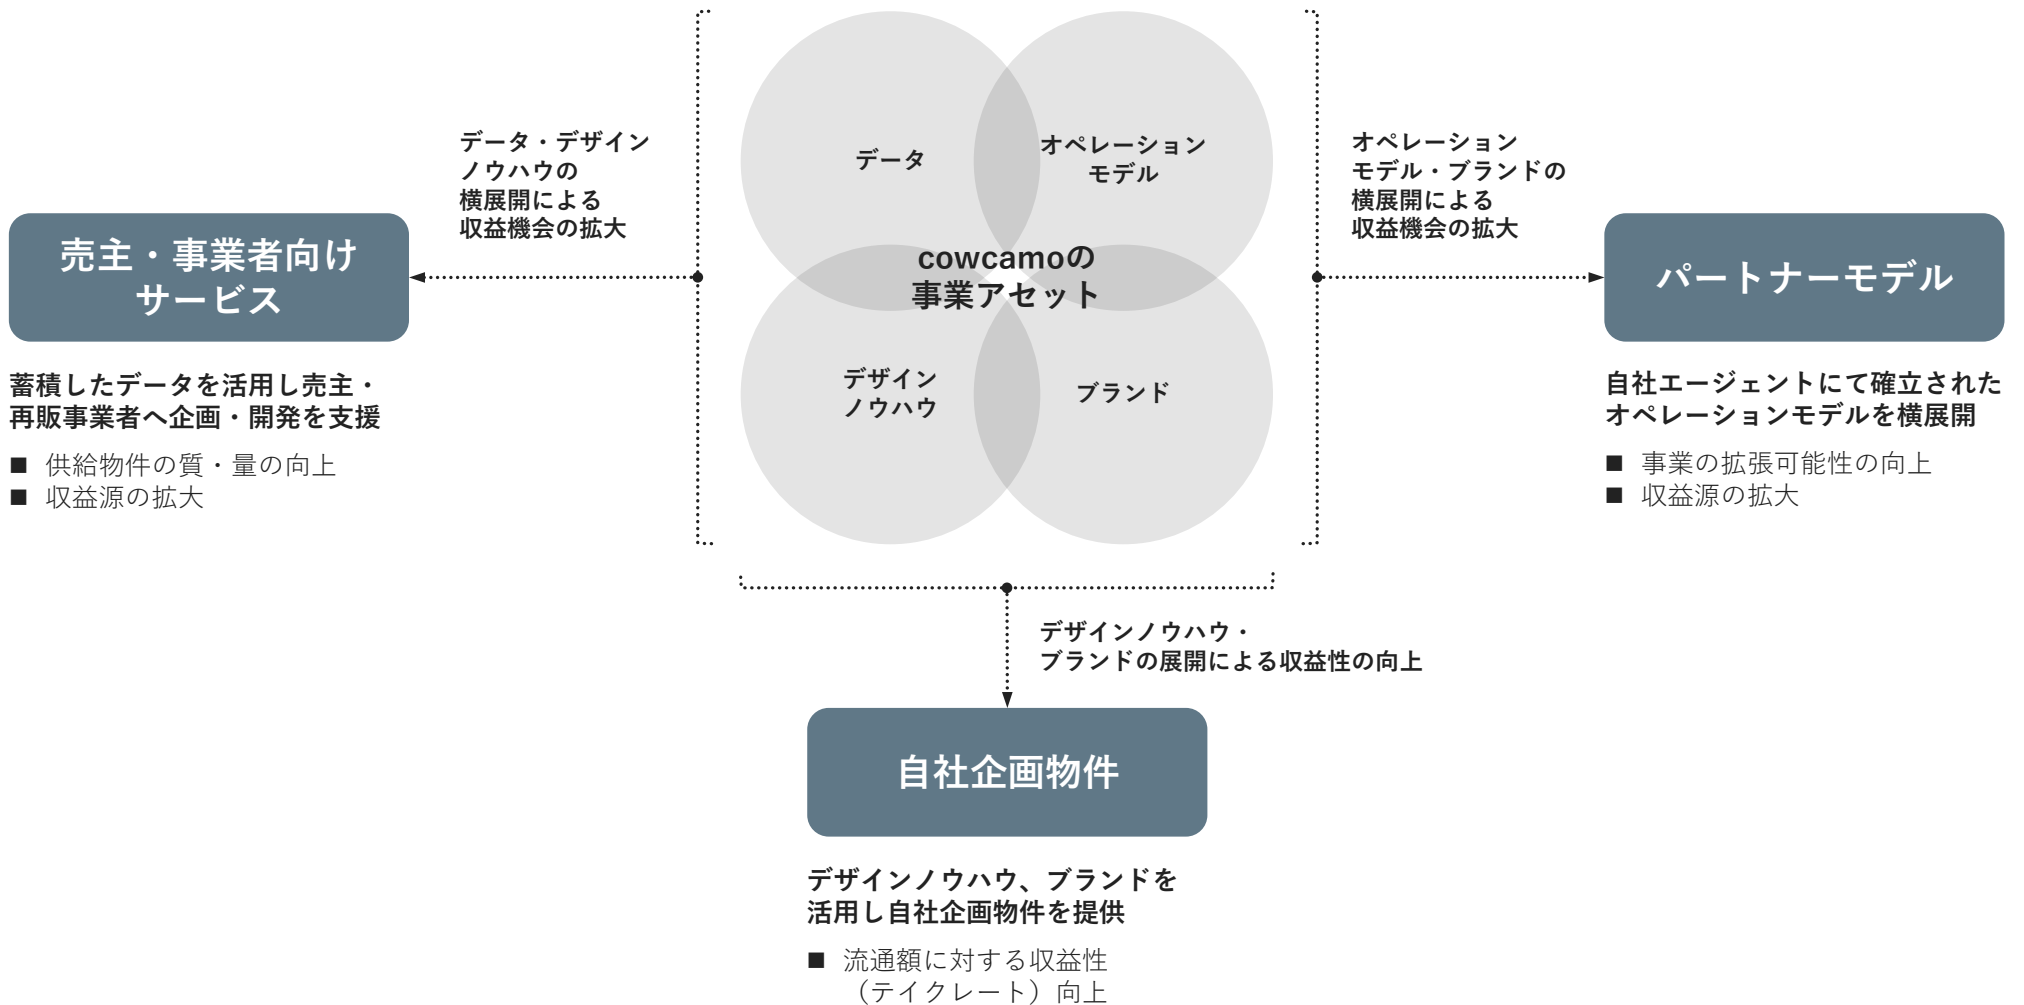 データ
オペレーション
モデル
cowcamoの
事業アセット
デザイン
ノウハウ
ブランド
データ・デザイン
ノウハウの
横展開による
収益機会の拡大
売主・事業者向け
サービス
蓄積したデータを活用し売主・
再販事業者へ企画・開発を支援
■ 供給物件の質・量の向上
■ 収益源の拡大
オペレーション
モデル・ブランドの
横展開による
収益機会の拡大
パートナーモデル
自社エージェントにて確立された
オペレーションモデルを横展開
■ 事業の拡張可能性の向上
■ 収益源の拡大
デザインノウハウ・
ブランドの展開による収益性の向上
自社企画物件
デザインノウハウ、ブランドを
活用し自社企画物件を提供
■ 流通額に対する収益性
（テイクレート）向上